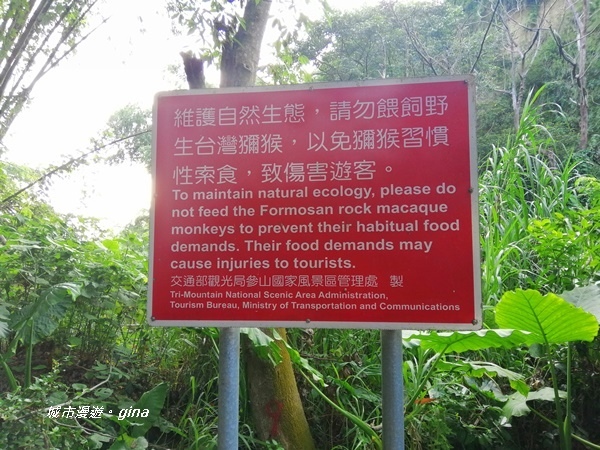 維護自然生態，請勿餵飼野
生台灣獼猴，以免獼猴習慣
性索食，致傷害遊客。
To maintain natural ecology, please do
not feed the Formosan rock macaque
monkeys to prevent their habitual food
demands. Their food demands may
cause injuries to tourists.
交通部觀光局參山國家風景區管理處 製
Tri-Mountain National Scenic Area Administration,
Tourism Bureau, Ministry of Transportation and Communications
城市漫遊。gina